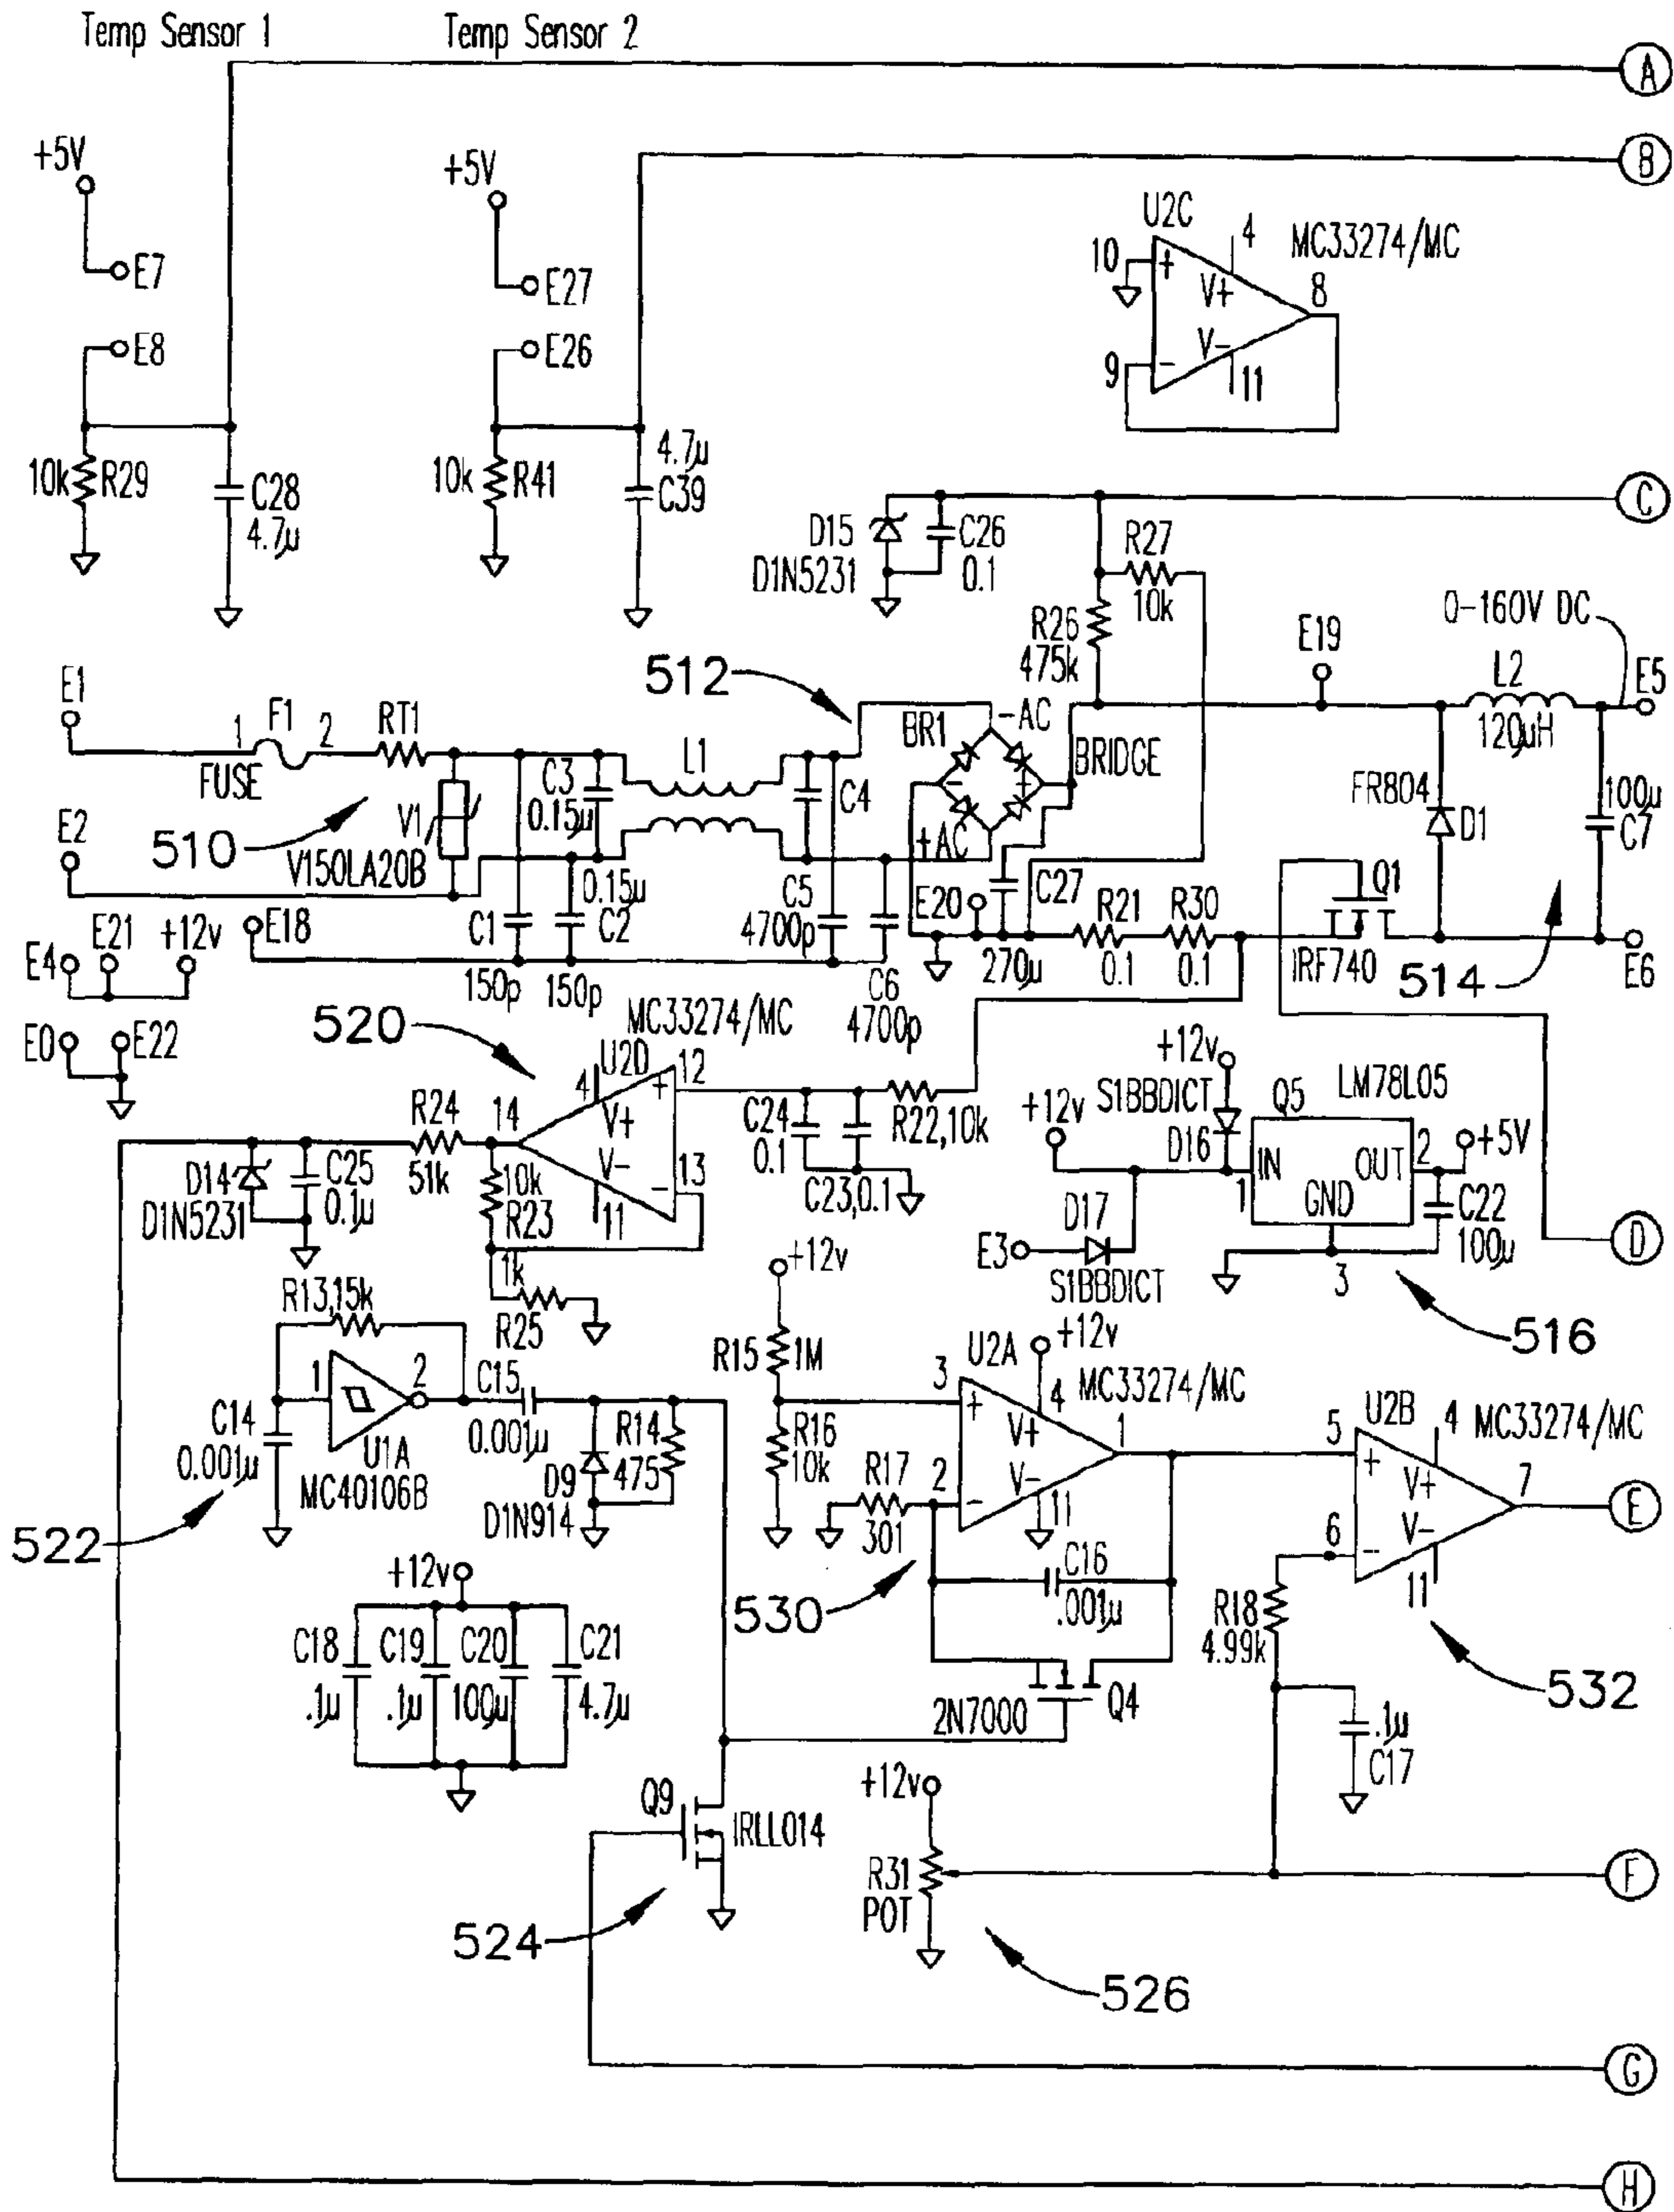 Temp Sensor 1
Temp Sensor 2
A
+5V
+5V
B
E7
E27
U2C
MC33274/MC
4
10
+
V+
8
E8
E26
V-
9
-
11
10k
R29
C28
4.7µ
10k
R41
4.7µ
C39
C
D15
D1N5231
C26
0.1
R27
10k
R26
475k
0-160V DC
E19
L2
120µH
E5
512
E1
1
F1
2
FUSE
RT1
C3
0.15µ
L1
C4
BR1
-AC
BRIDGE
-
+
+AC
FR804
D1
100µ
C7
E2
510
V1
V150LA20B
0.15µ
C2
C1
150p
150p
C5
4700p
C6
4700p
E20
C27
270µ
R21
0.1
R30
0.1
Q1
IRF740
514
E6
E4
E21
+12v
E18
E0
E22
520
MC33274/MC
U2D
4
12
+
V+
14
V-
13
-
11
R24
51k
10k
R23
1k
R25
C24
0.1
C23,0.1
R22,10k
D14
D1N5231
C25
0.1µ
+12v
+12v
S1BBDICT
D16
Q5
LM78L05
IN
OUT
GND
1
2
3
+5V
C22
100µ
D17
E3
S1BBDICT
D
516
R13,15k
1
2
C14
0.001µ
U1A
MC40106B
C15
0.001µ
D9
D1N914
R14
475
522
+12v
R15
1M
R16
10k
R17
301
U2A
+12v
MC33274/MC
3
+
4
V+
1
V-
2
-
11
530
C16
.001µ
2N7000
Q4
U2B
4
MC33274/MC
5
+
V+
7
V-
6
-
11
E
532
R18
4.99k
.1µ
C17
+12v
C18
.1µ
C19
.1µ
C20
100µ
C21
4.7µ
Q9
IRLL014
524
+12v
R31
POT
526
F
G
H